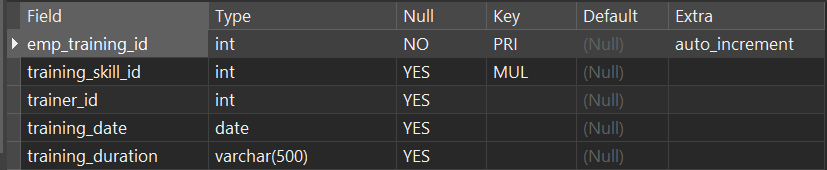 Field Type Null Key Default Extra
emp_training_id int NO PRI (Null) auto_increment
training_skill_id int YES MUL (Null)
trainer_id int YES (Null)
training_date date YES (Null)
training_duration varchar(500) YES (Null)